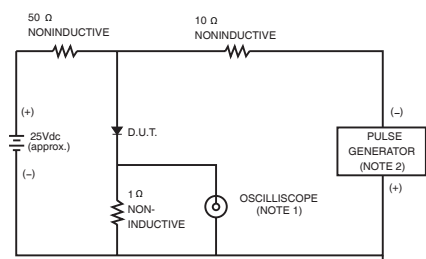 50 Ω
NONINDUCTIVE
10 Ω
NONINDUCTIVE
(+)
25Vdc
(approx.)
(–)
D.U.T.
1 Ω
NON-
INDUCTIVE
OSCILLISCOPE
(NOTE 1)
(–)
PULSE
GENERATOR
(NOTE 2)
(+)